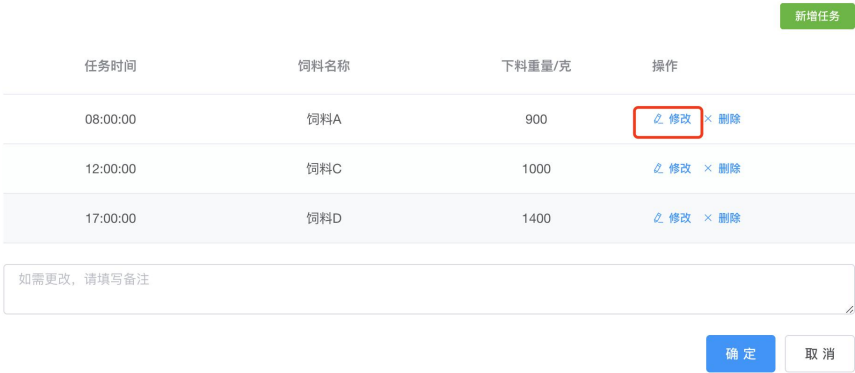 新增任务
任务时间 饲料名称 下料重量/克 操作
08:00:00 饲料A 900 修改 × 删除
12:00:00 饲料C 1000 修改 × 删除
17:00:00 饲料D 1400 修改 × 删除
如需更改，请填写备注
确定 取消